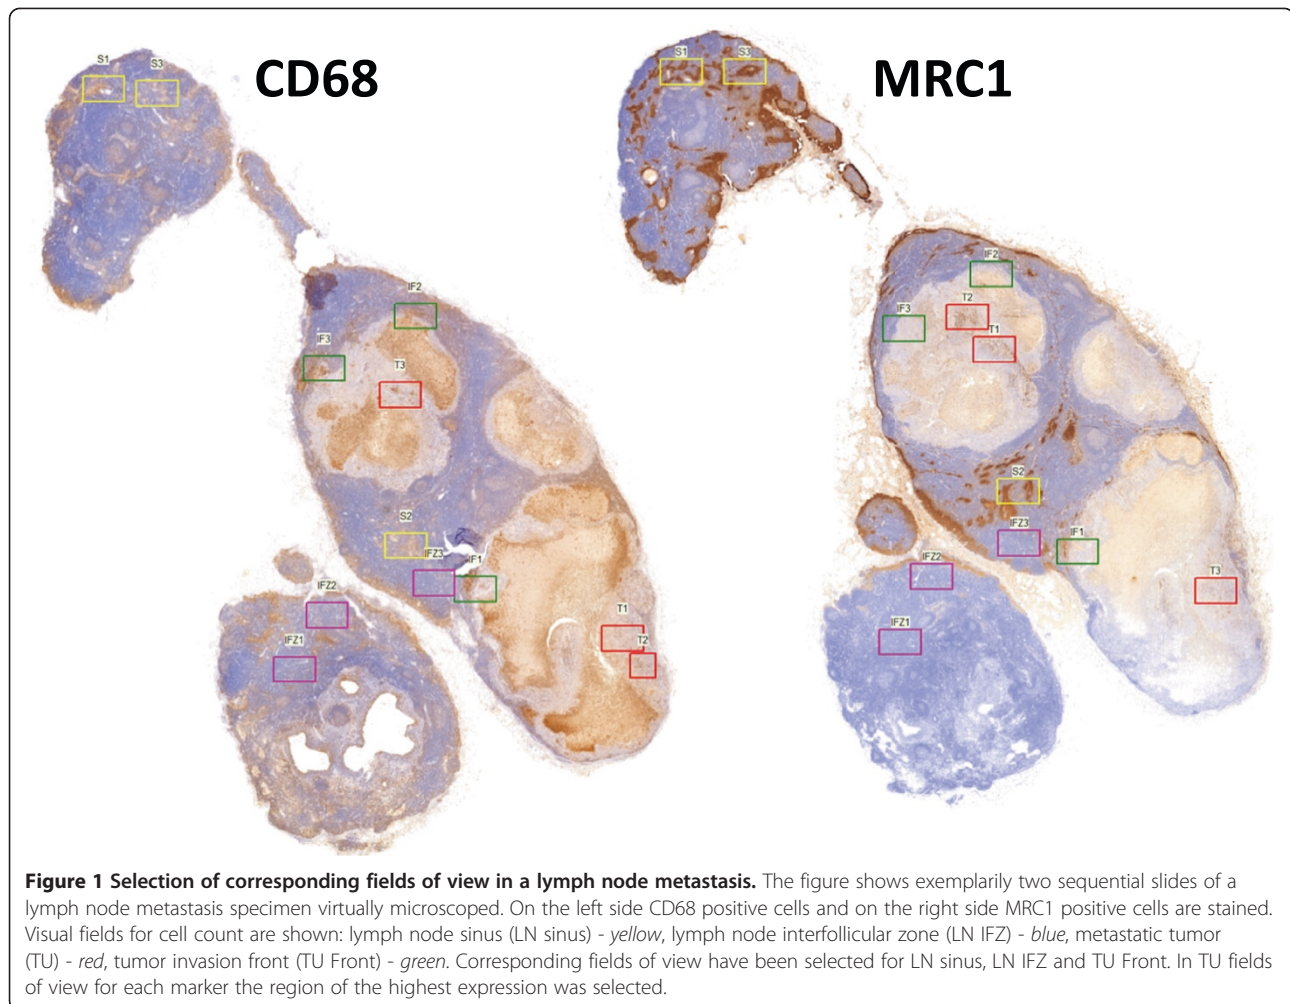 CD68
MRC1
S1
S3
IF2
IF3
T3
S2
IFZ3
IF1
IFZ2
IFZ1
T1
T2
S1
S3
IF2
T2
IF3
T1
S2
IFZ3
IF1
IFZ2
T3
IFZ1
Figure 1 Selection of corresponding fields of view in a lymph node metastasis. The figure shows exemplarily two sequential slides of a
lymph node metastasis specimen virtually microscoped. On the left side CD68 positive cells and on the right side MRC1 positive cells are stained.
Visual fields for cell count are shown: lymph node sinus (LN sinus) - yellow, lymph node interfollicular zone (LN IFZ) - blue, metastatic tumor
(TU) - red, tumor invasion front (TU Front) - green. Corresponding fields of view have been selected for LN sinus, LN IFZ and TU Front. In TU fields
of view for each marker the region of the highest expression was selected.